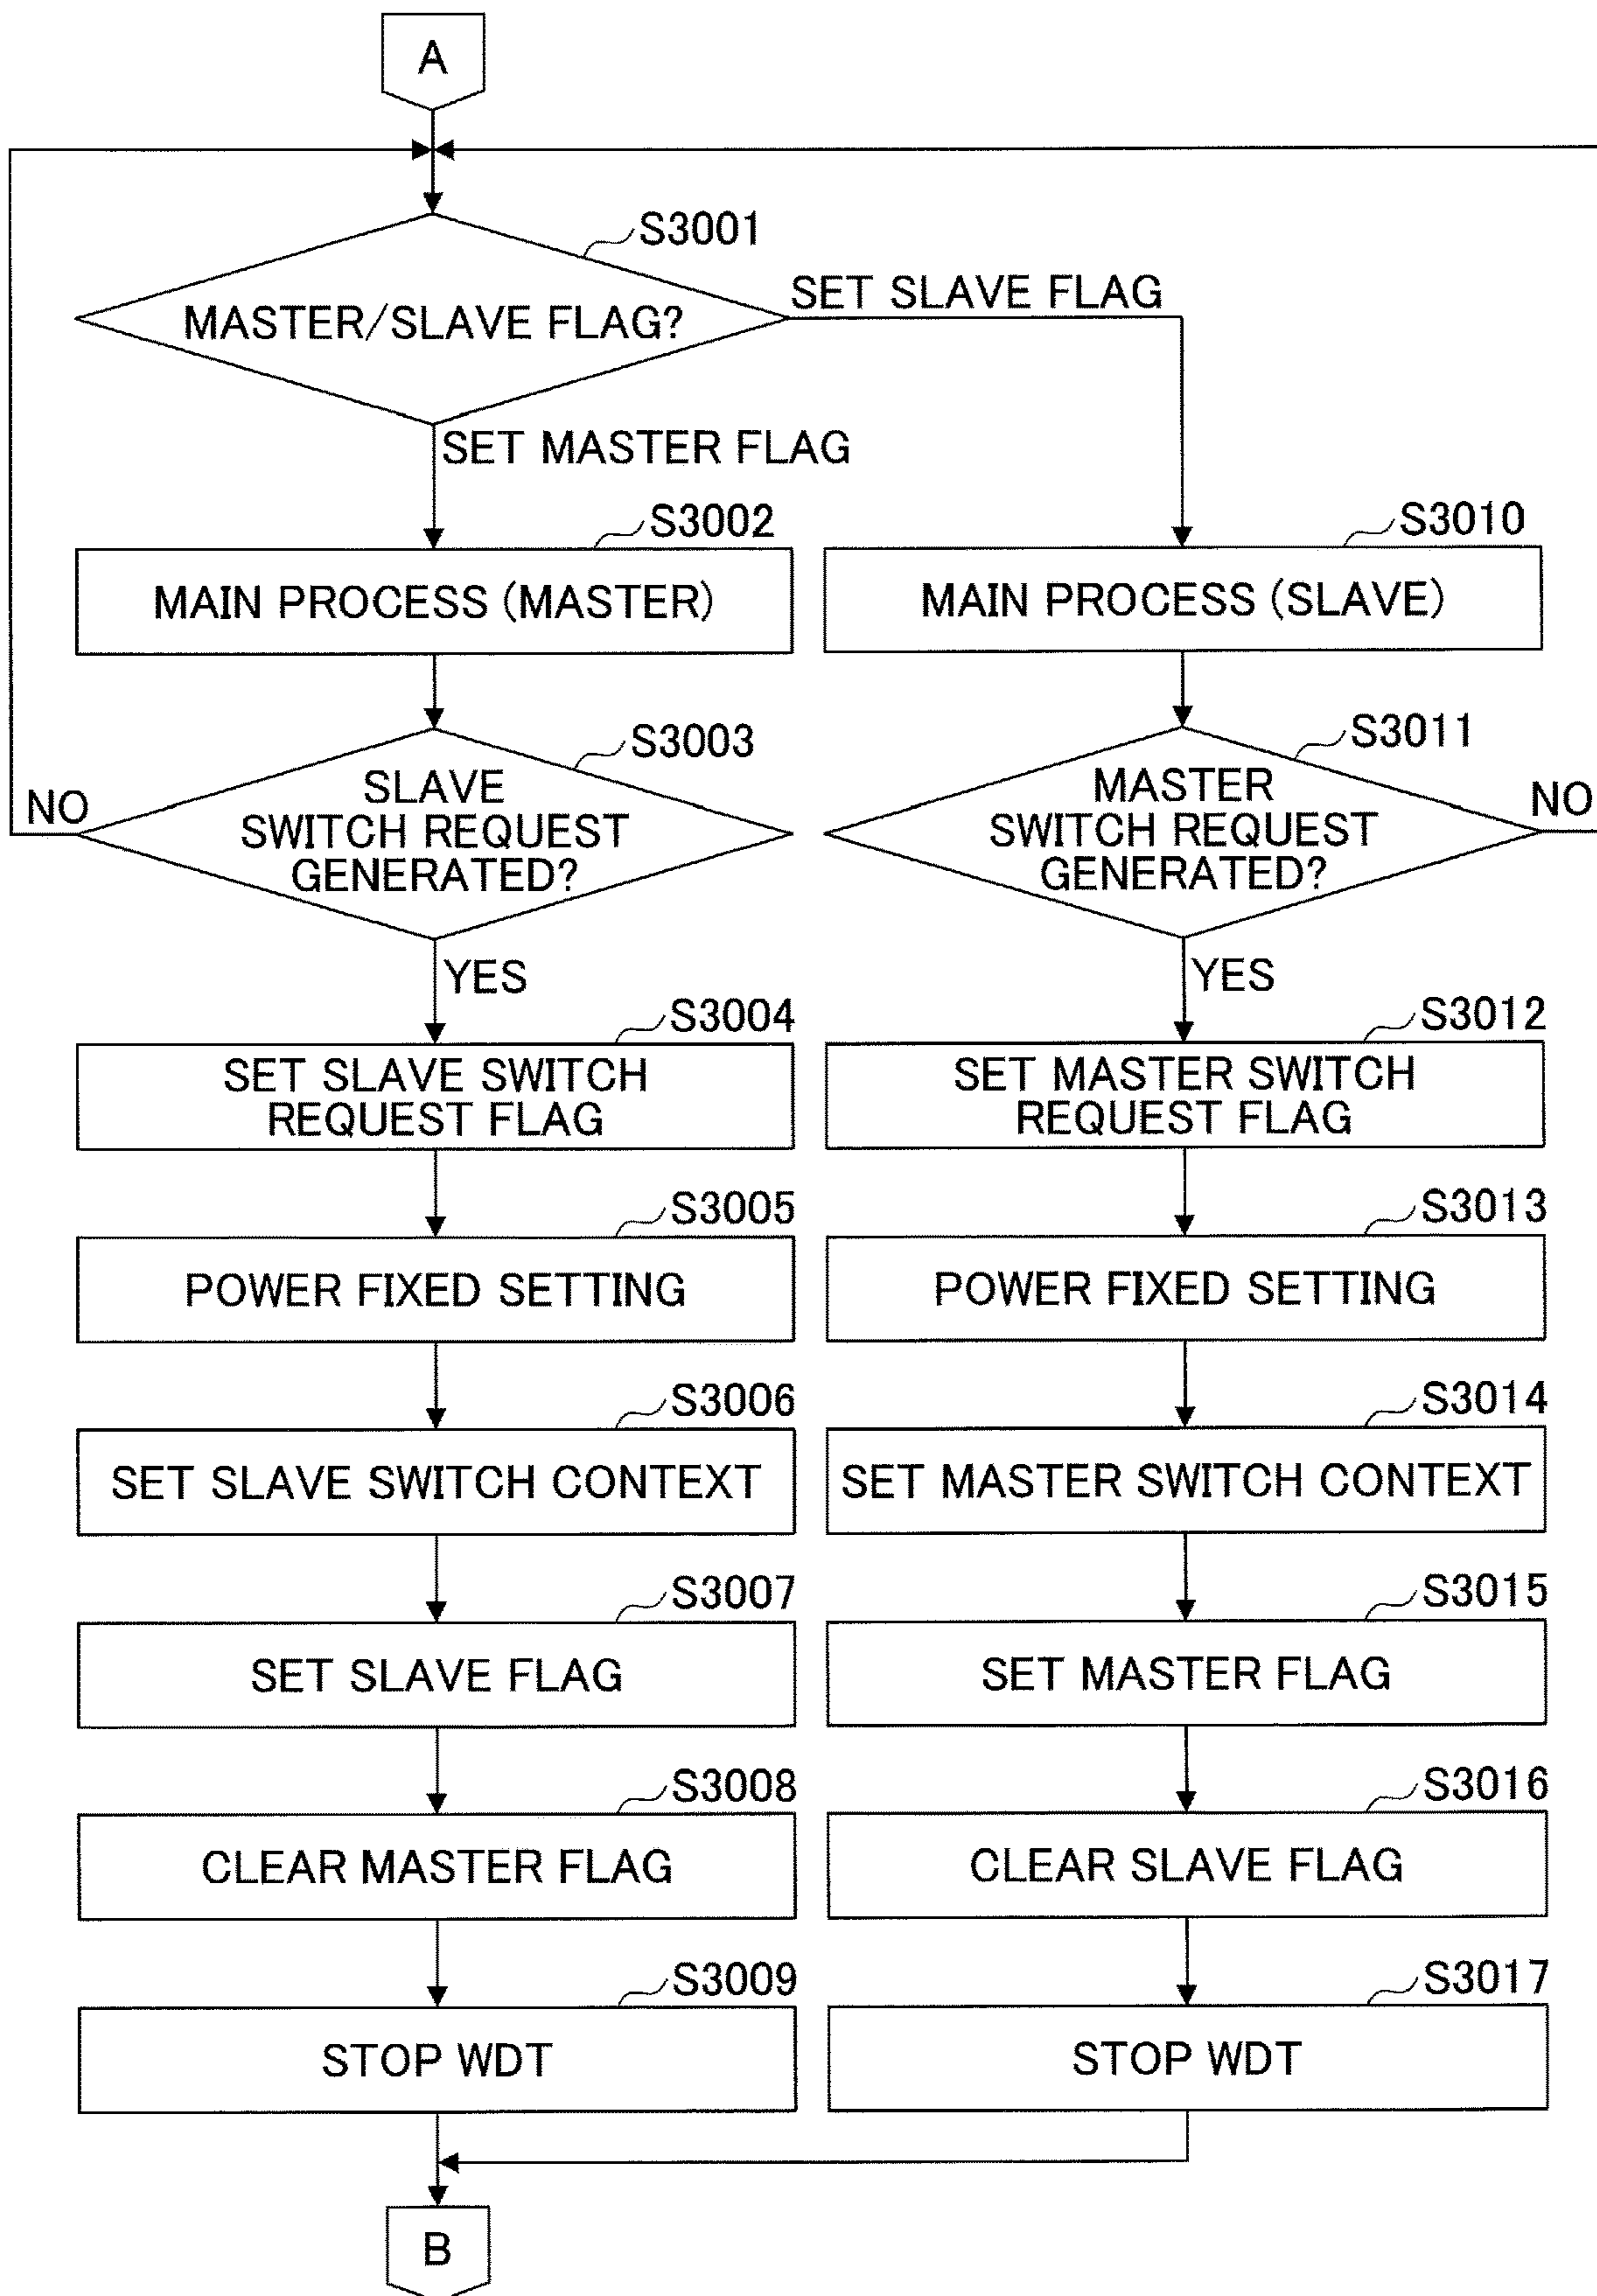 A
S3001
MASTER/SLAVE FLAG?
SET SLAVE FLAG
SET MASTER FLAG
S3002
MAIN PROCESS (MASTER)
S3003
SLAVE
SWITCH REQUEST
GENERATED?
NO
YES
S3004
SET SLAVE SWITCH
REQUEST FLAG
S3005
POWER FIXED SETTING
S3006
SET SLAVE SWITCH CONTEXT
S3007
SET SLAVE FLAG
S3008
CLEAR MASTER FLAG
S3009
STOP WDT
S3010
MAIN PROCESS (SLAVE)
S3011
MASTER
SWITCH REQUEST
GENERATED?
NO
YES
S3012
SET MASTER SWITCH
REQUEST FLAG
S3013
POWER FIXED SETTING
S3014
SET MASTER SWITCH CONTEXT
S3015
SET MASTER FLAG
S3016
CLEAR SLAVE FLAG
S3017
STOP WDT
B